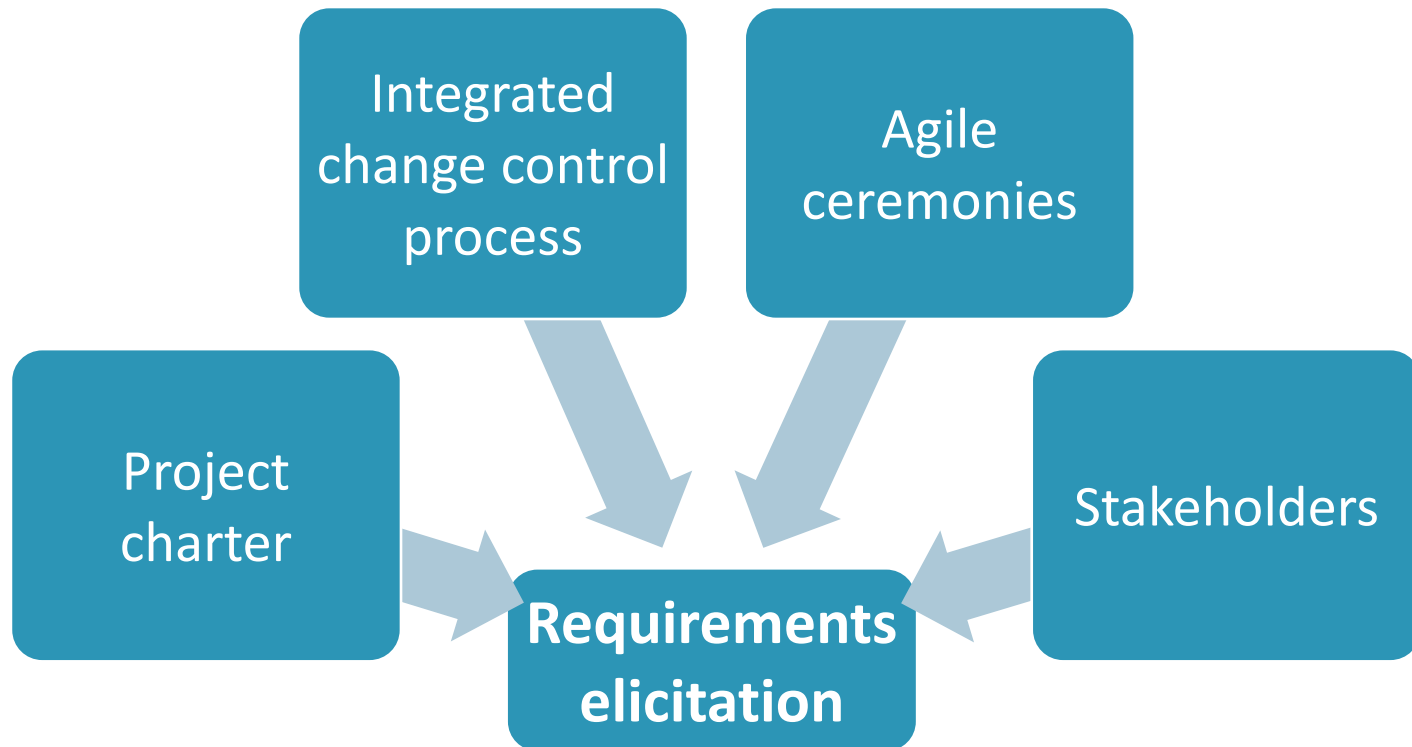 Integrated
change control
process
Agile
ceremonies
Project
charter
Stakeholders
Requirements
elicitation